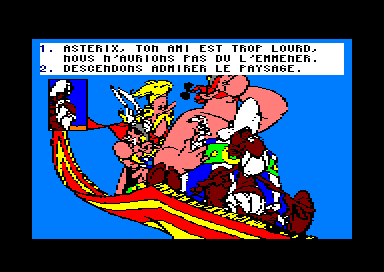 1. ASTERIX, TON AMI EST TROP LOURD,
NOUS N'AURIONS PAS DU L'EMMENER.
2. DESCENDONS ADMIRER LE PAYSAGE.